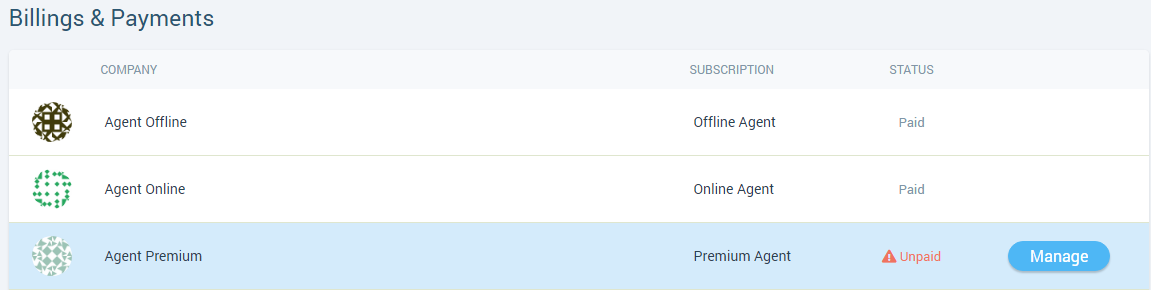 Billings & Payments
COMPANY SUBSCRIPTION STATUS
Agent Offline Offline Agent Paid
Agent Online Online Agent Paid
Agent Premium Premium Agent Unpaid Manage